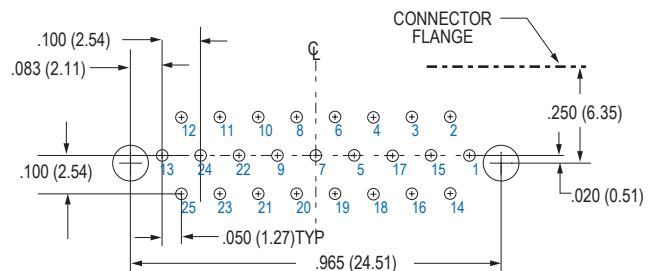 CONNECTOR
FLANGE
.100 (2.54)
.083 (2.11)
℄
.250 (6.35)
12 11 10 8 6 4 3 2
13 24 22 9 7 5 17 15 1
.100 (2.54)
.020 (0.51)
25 23 21 20 19 18 16 14
.050 (1.27)TYP
.965 (24.51)